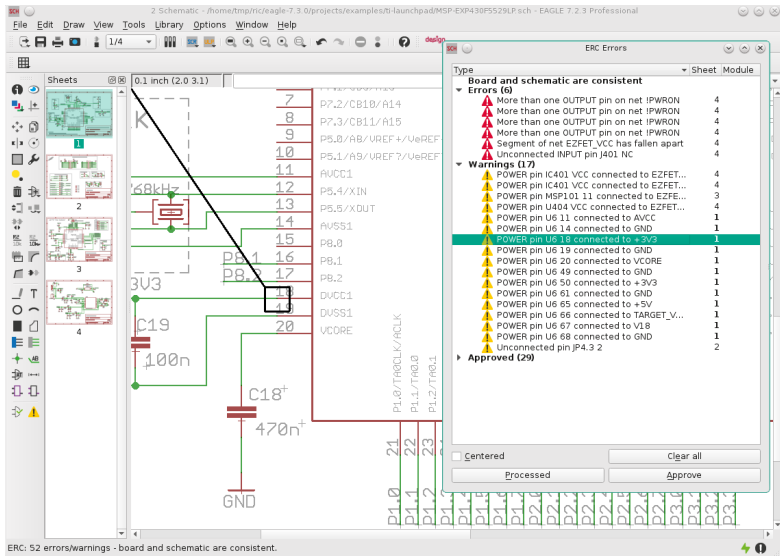 2 Schematic - /home/tmp/ric/eagle-7.3.0/projects/examples/ti-launchpad/MSP-EXP430F5529LP.sch - EAGLE 7.2.3 Professional
File Edit Draw View Tools Library Options Window Help
1/4
design
Sheets
0.1 inch (2.0 3.1)
1
2
3
4
K
768kHz
P8.1
P8.2
3V3
C19
100n
C18
470n
GND
7 P7.2/CB10/A14
8 P7.3/CB11/A15
9 P5.0/A8/VREF+/VeREF
10 P5.1/A9/VREF?/VeREF
11 AVCC1
12 P5.4/XIN
13 P5.5/XOUT
14 AVSS1
15 P8.0
16 P8.1
17 P8.2
18 DVCC1
19 DVSS1
20 VCORE
P1.0/TA0CLK/ACLK
P1.1/TA0.0
P1.2/TA0.1
21
22
23
P1.0
P1.1
P1.2
ERC Errors
Type Sheet Module
Board and schematic are consistent
Errors (6)
More than one OUTPUT pin on net !PWRON 4
More than one OUTPUT pin on net !PWRON 4
More than one OUTPUT pin on net !PWRON 4
More than one OUTPUT pin on net !PWRON 4
Segment of net EZFET_VCC has fallen apart 4
Unconnected INPUT pin J401 NC 4
Warnings (17)
POWER pin IC401 VCC connected to EZFET... 4
POWER pin IC401 VCC connected to EZFET... 4
POWER pin MSP101 11 connected to EZFE... 3
POWER pin U404 VCC connected to EZFET... 4
POWER pin U6 11 connected to AVCC 1
POWER pin U6 14 connected to GND 1
POWER pin U6 18 connected to +3V3 1
POWER pin U6 19 connected to GND 1
POWER pin U6 20 connected to VCORE 1
POWER pin U6 49 connected to GND 1
POWER pin U6 50 connected to +3V3 1
POWER pin U6 61 connected to GND 1
POWER pin U6 65 connected to +5V 1
POWER pin U6 66 connected to TARGET_V... 1
POWER pin U6 67 connected to V18 1
POWER pin U6 68 connected to GND 1
Unconnected pin JP4.3 2 2
Approved (29)
Centered
Clear all
Processed
Approve
ERC: 52 errors/warnings - board and schematic are consistent.